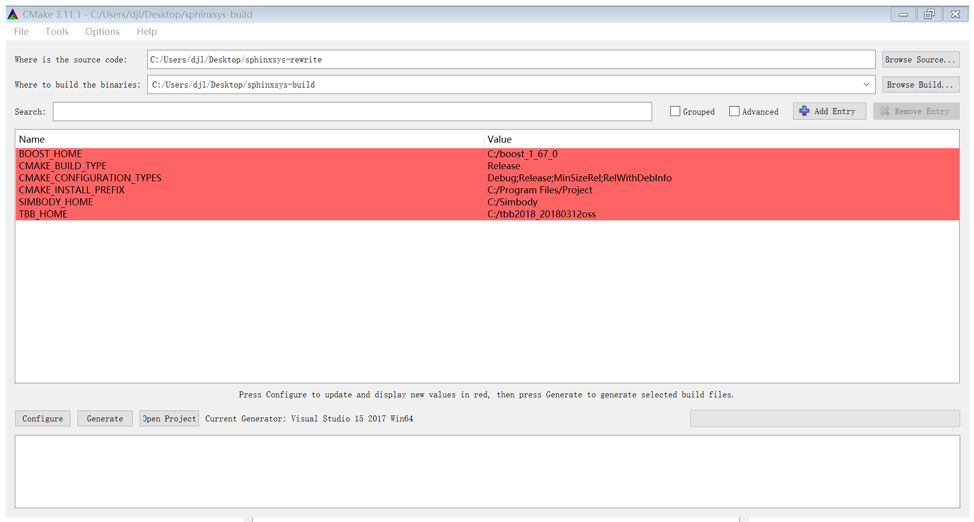 CMake 3.11.1 - C:/Users/djl/Desktop/sphinxsys-build
File Tools Options Help
Where is the source code: C:/Users/djl/Desktop/sphinxsys-rewrite Browse Source...
Where to build the binaries: C:/Users/djl/Desktop/sphinxsys-build Browse Build...
Search: Grouped Advanced Add Entry Remove Entry
Name Value
BOOST_HOME C:/boost_1_67_0
CMAKE_BUILD_TYPE Release
CMAKE_CONFIGURATION_TYPES Debug;Release;MinSizeRel;RelWithDebInfo
CMAKE_INSTALL_PREFIX C:/Program Files/Project
SIMBODY_HOME C:/Simbody
TBB_HOME C:/tbb2018_20180312oss
Press Configure to update and display new values in red, then press Generate to generate selected build files.
Configure Generate Open Project Current Generator: Visual Studio 15 2017 Win64